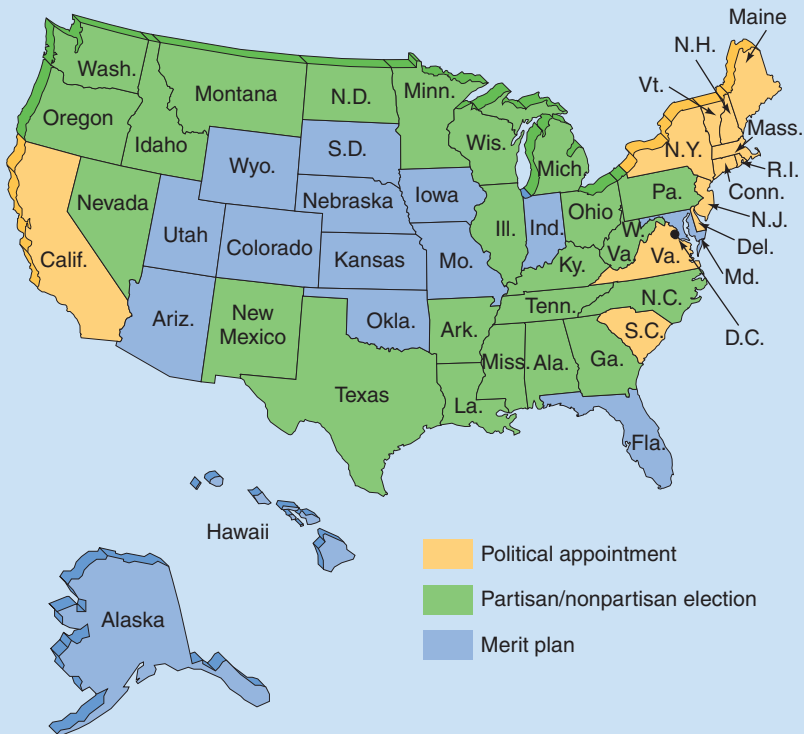 Maine
N.H.
Vt.
Wash.
Montana
N.D.
Minn.
Oregon
Idaho
Wis.
Mich.
Mass.
N.Y.
R.I.
Conn.
Wyo.
S.D.
Nebraska
Iowa
Nevada
Pa.
N.J.
Ill.
Ind.
Ohio
Del.
Utah
Colorado
Kansas
Mo.
W.
Va.
Va.
Md.
Calif.
Ky.
N.C.
D.C.
Ariz.
New
Mexico
Okla.
Ark.
Tenn.
S.C.
Texas
La.
Miss.
Ala.
Ga.
Fla.
Hawaii
Alaska
Political appointment
Partisan/nonpartisan election
Merit plan